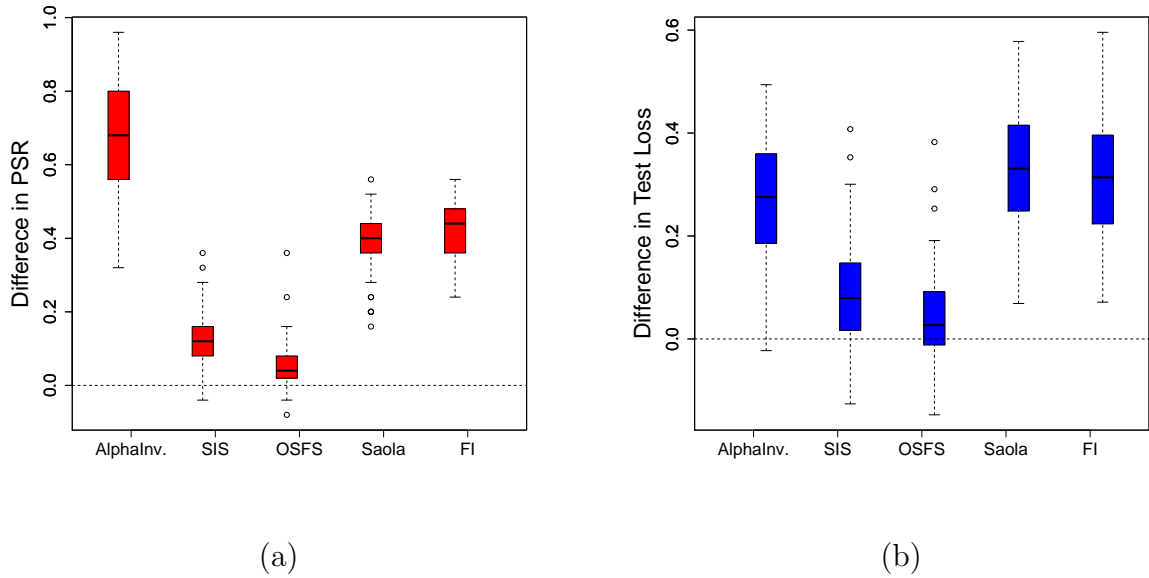 Differece in PSR
1.0
0.8
0.6
0.4
0.2
0.0
AlphaInv. SIS OSFS Saola FI
(a)
Difference in Test Loss
0.6
0.4
0.2
0.0
AlphaInv. SIS OSFS Saola FI
(b)